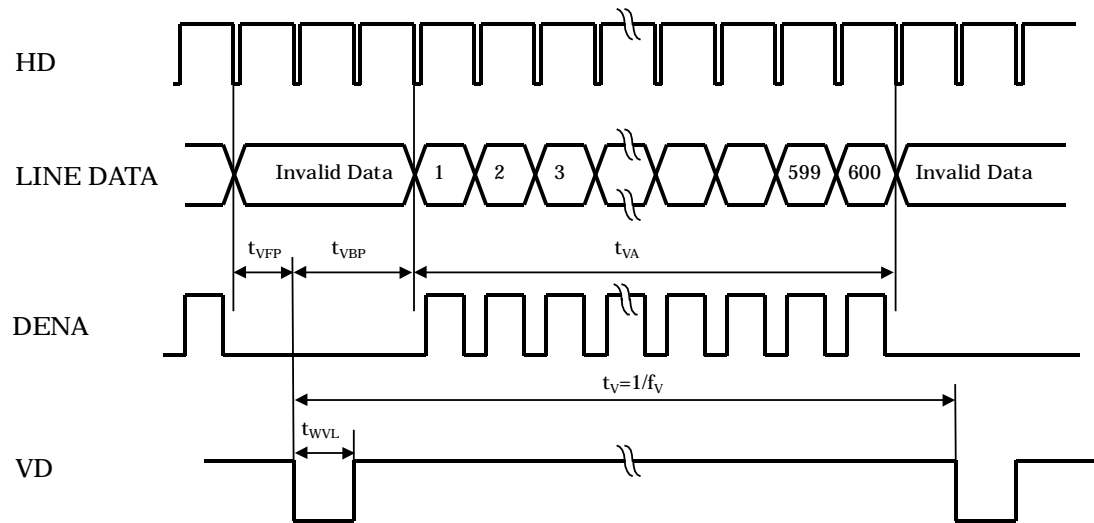 HD
LINE DATA
Invalid Data 1 2 3 599 600 Invalid Data
tVFP tVBP tVA
DENA
tV=1/fV
tWVL
VD